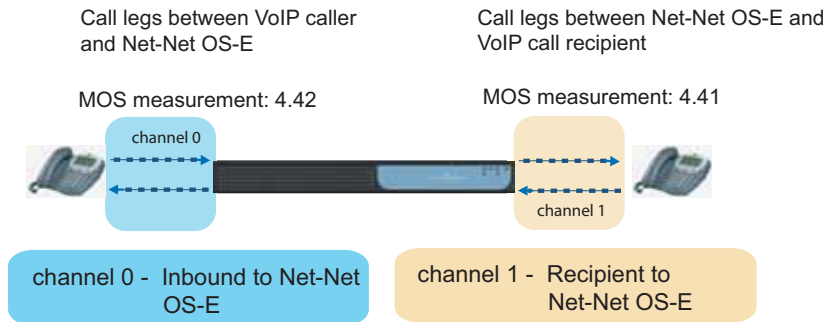 Call legs between VoIP caller
and Net-Net OS-E
Call legs between Net-Net OS-E and
VoIP call recipient
MOS measurement: 4.42
MOS measurement: 4.41
channel 0
channel 1
channel 0 - Inbound to Net-Net
OS-E
channel 1 - Recipient to
Net-Net OS-E